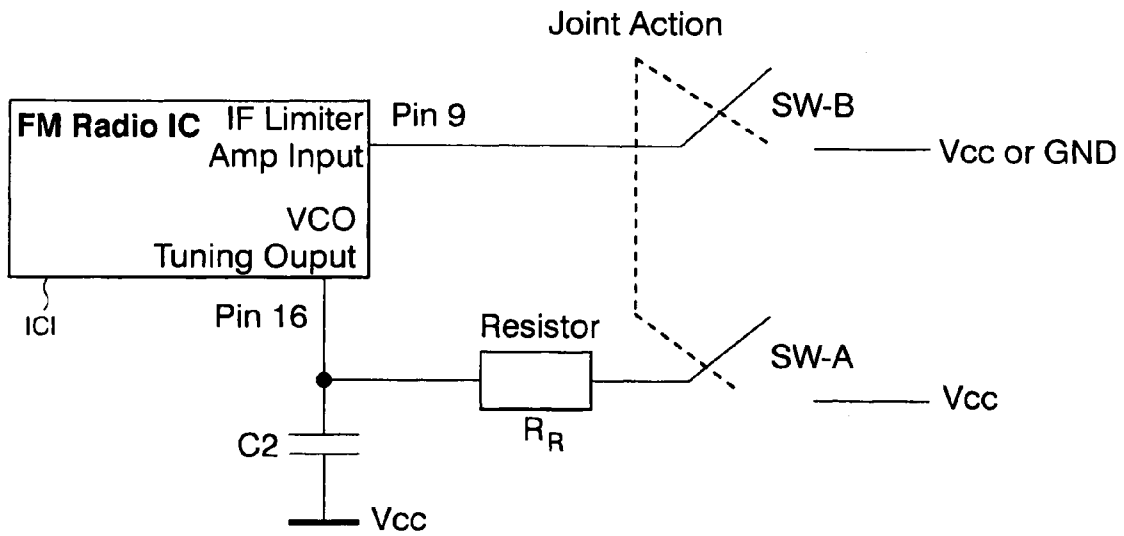 Joint Action
FM Radio IC
IF Limiter
Amp Input
Pin 9
SW-B
Vcc or GND
VCO
Tuning Ouput
ICI
Pin 16
Resistor
SW-A
Vcc
RR
C2
Vcc